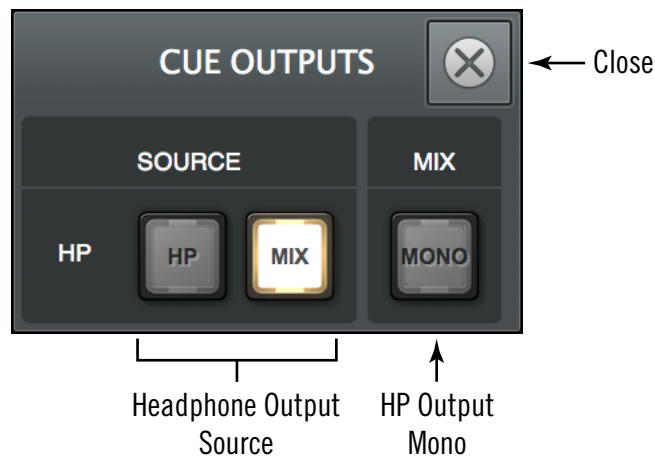 CUE OUTPUTS
Close
SOURCE
MIX
HP
HP
MIX
MONO
Headphone Output
Source
HP Output
Mono